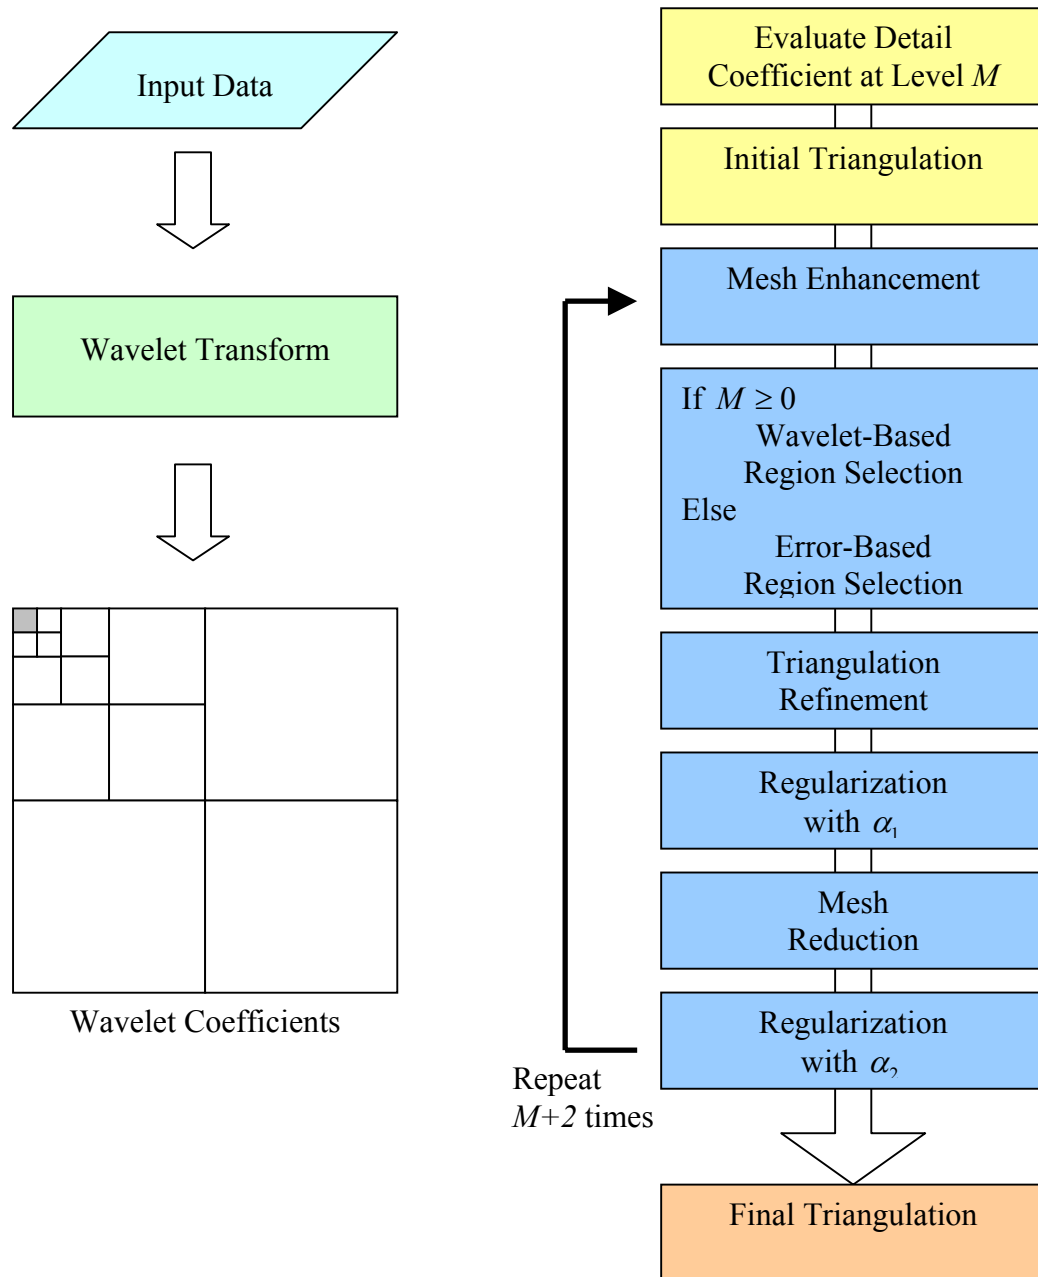 Input Data
Wavelet Transform
Wavelet Coefficients
Evaluate Detail
Coefficient at Level M
Initial Triangulation
Mesh Enhancement
If M ≥ 0
Wavelet-Based
Region Selection
Else
Error-Based
Region Selection
Triangulation
Refinement
Regularization
with α₁
Mesh
Reduction
Regularization
with α₂
Repeat
M+2 times
Final Triangulation